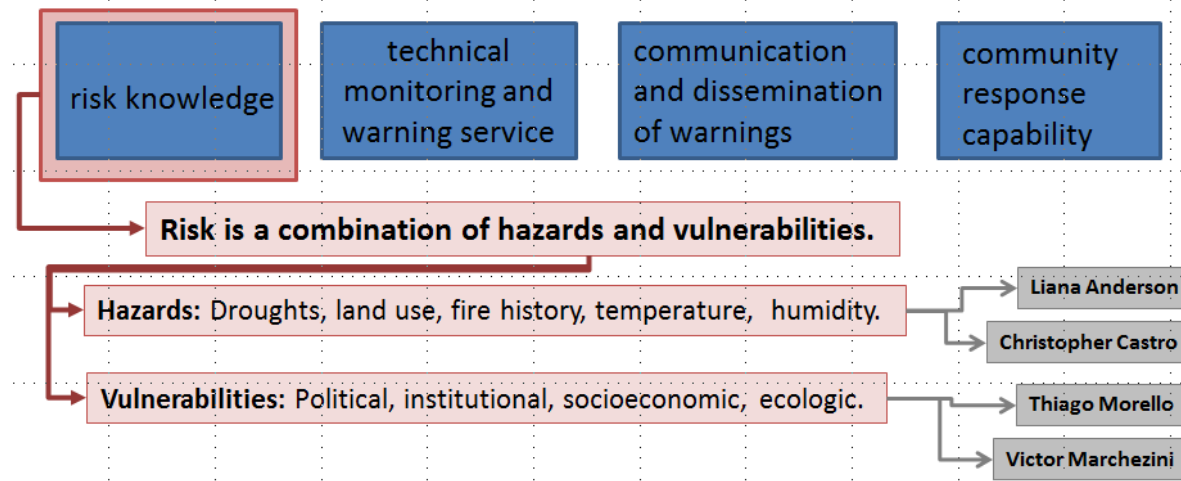 risk knowledge
technical
monitoring and
warning service
communication
and dissemination
of warnings
community
response
capability
Risk is a combination of hazards and vulnerabilities.
Hazards: Droughts, land use, fire history, temperature, humidity.
Liana Anderson
Christopher Castro
Vulnerabilities: Political, institutional, socioeconomic, ecologic.
Thiago Morello
Victor Marchezini